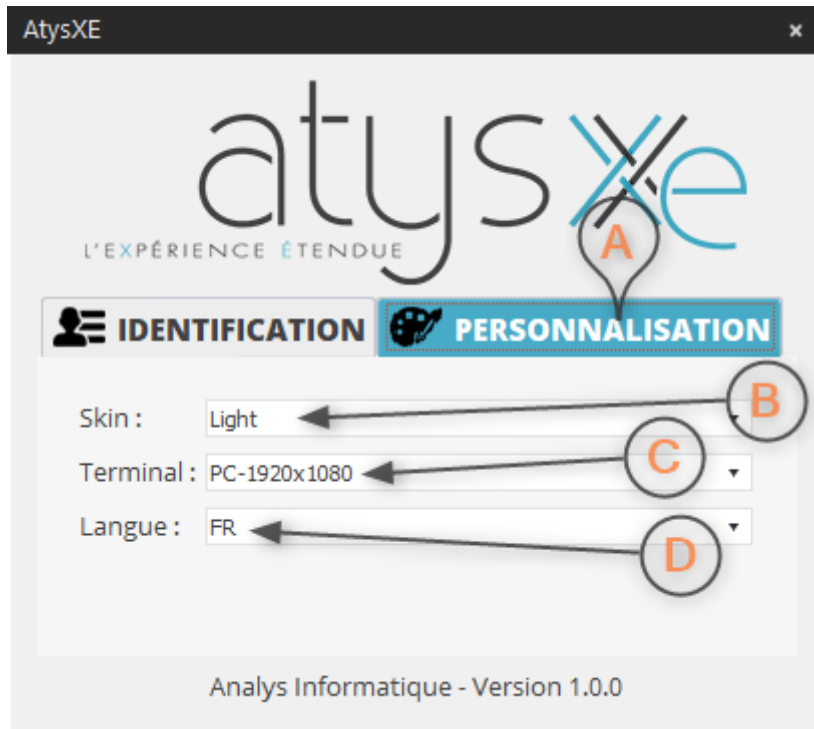 AtysXE ×
atysXe
L'EXPÉRIENCE ÉTENDUE
A
IDENTIFICATION PERSONNALISATION
B
Skin : Light
C
Terminal : PC-1920x1080
Langue : FR
D
Analys Informatique - Version 1.0.0